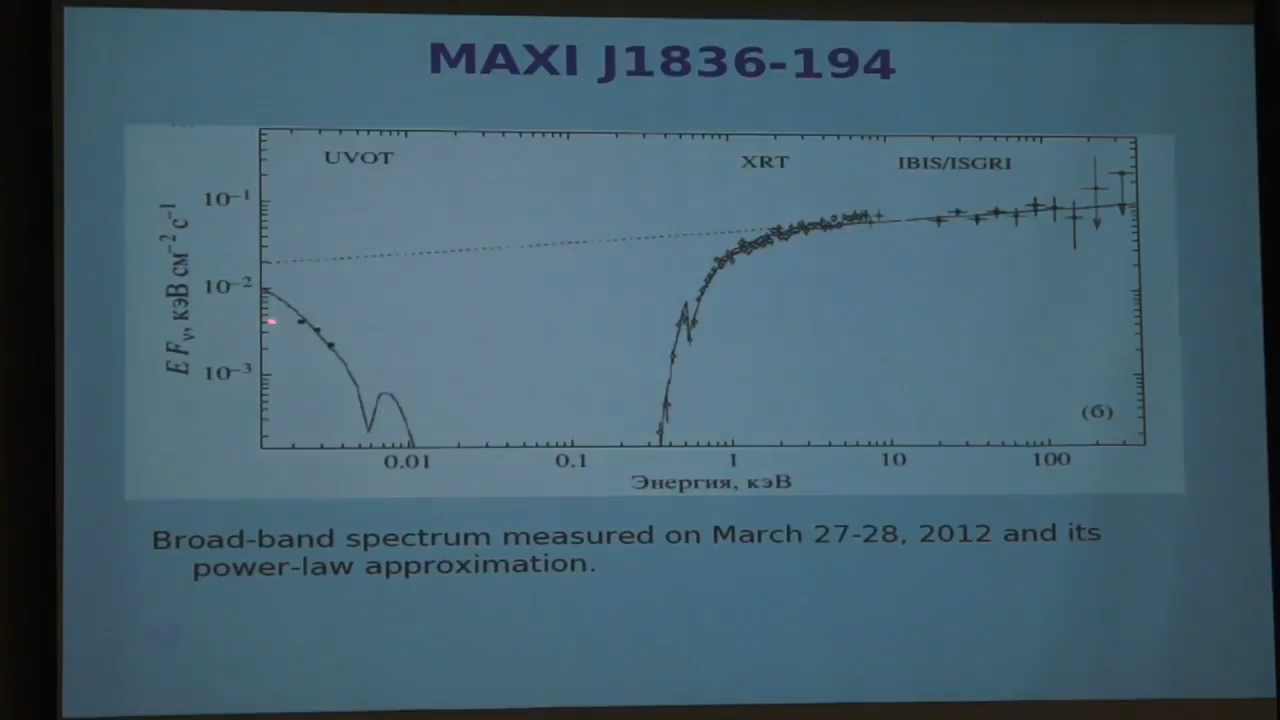 MAXI J1836-194
UVOT
XRT
IBIS/ISGRI
10⁻¹
10⁻²
10⁻³
E Fν, кэВ см⁻² с⁻¹
(б)
0.01
0.1
1
10
100
Энергия, кэВ
Broad-band spectrum measured on March 27-28, 2012 and its
power-law approximation.